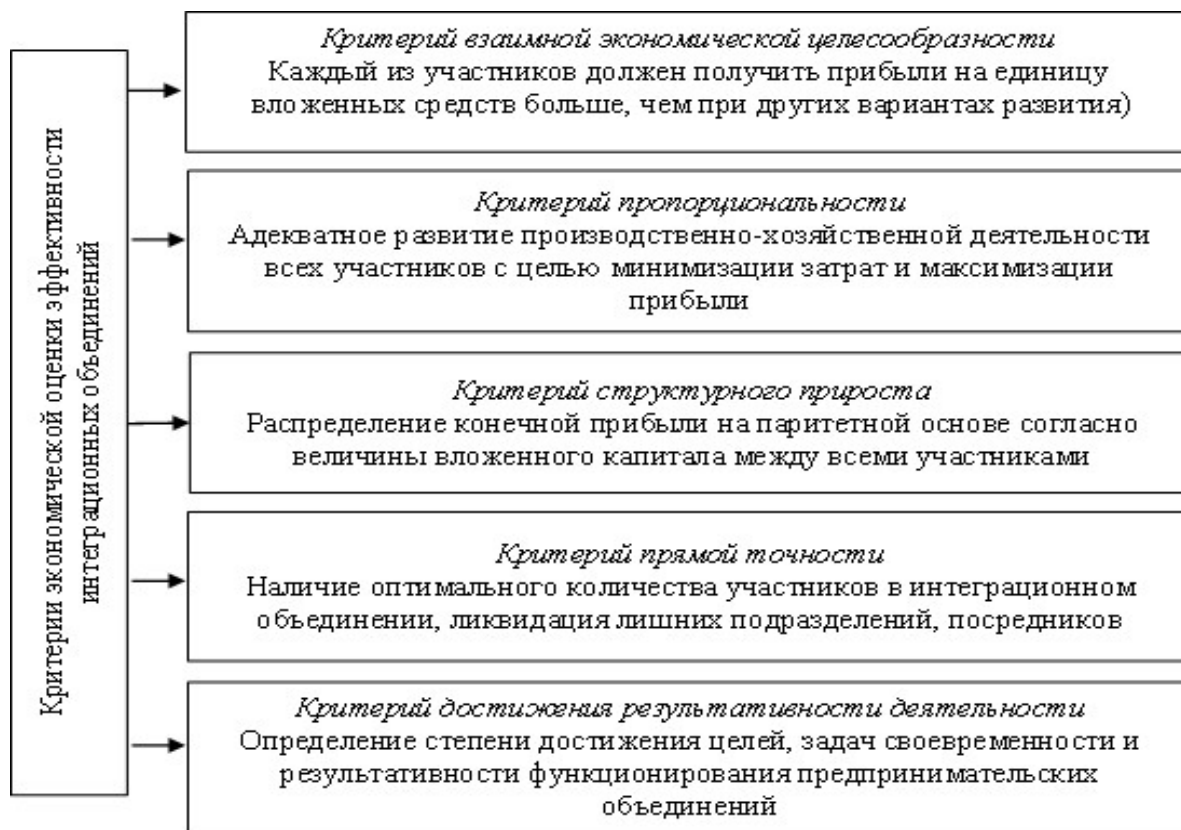 Критерии экономической оценки эффективности
интеграционных объединений
Критерий взаимной экономической целесообразности
Каждый из участников должен получить прибыли на единицу
вложенных средств больше, чем при других вариантах развития)
Критерий пропорциональности
Адекватное развитие производственно-хозяйственной деятельности
всех участников с целью минимизации затрат и максимизации
прибыли
Критерий структурного прироста
Распределение конечной прибыли на паритетной основе согласно
величины вложенного капитала между всеми участниками
Критерий прямой точности
Наличие оптимального количества участников в интеграционном
объединении, ликвидация лишних подразделений, посредников
Критерий достижения результативности деятельности
Определение степени достижения целей, задач своевременности и
результативности функционирования предпринимательских
объединений